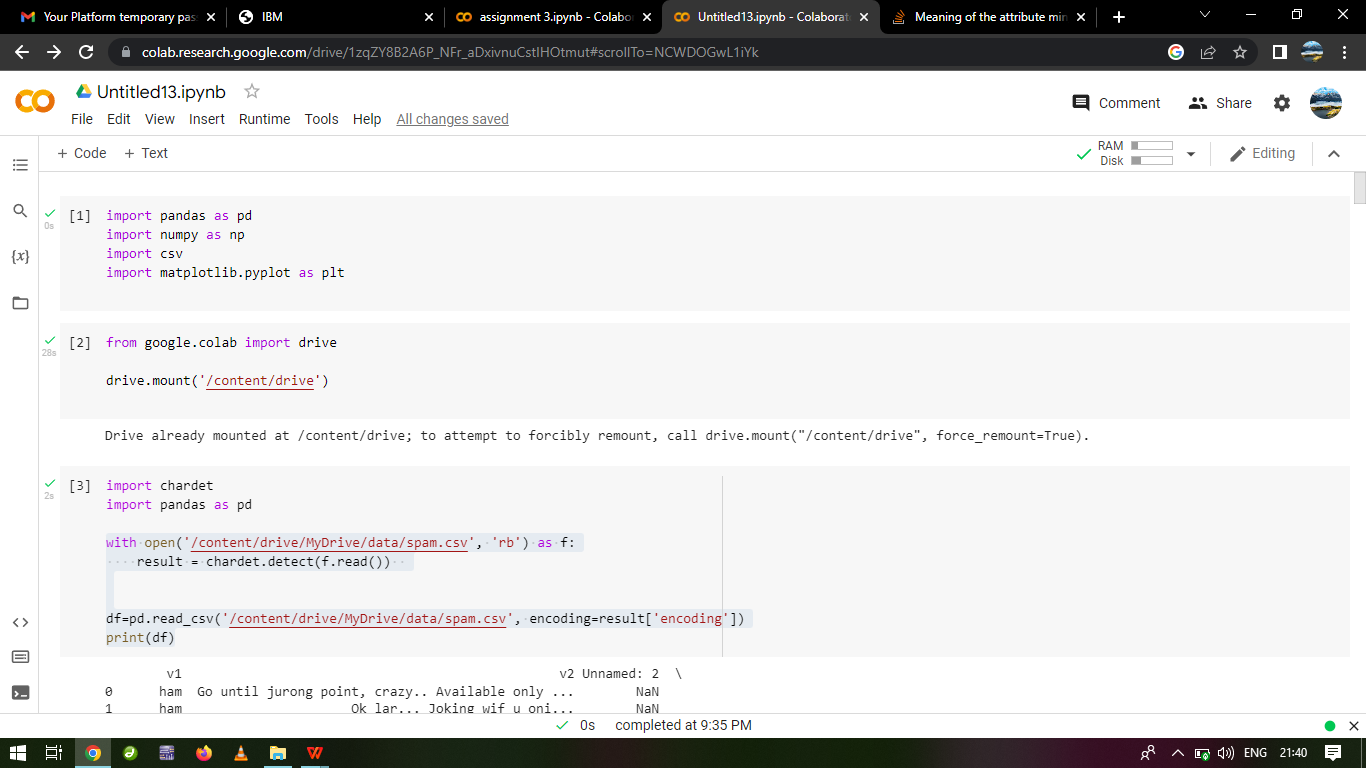 Your Platform temporary pas
IBM
assignment 3.ipynb - Colabo
Untitled13.ipynb - Colaborat
Meaning of the attribute min
colab.research.google.com/drive/1zqZY8B2A6P_NFr_aDxivnuCstIHOtmut#scrollTo=NCWDOGwL1iYk
Untitled13.ipynb
Comment
Share
File Edit View Insert Runtime Tools Help All changes saved
+ Code + Text
RAM
Disk
Editing
[1] import pandas as pd
0s
import numpy as np
import csv
import matplotlib.pyplot as plt
{x}
[2] from google.colab import drive
28s
drive.mount('/content/drive')
Drive already mounted at /content/drive; to attempt to forcibly remount, call drive.mount("/content/drive", force_remount=True).
[3] import chardet
2s
import pandas as pd
with open('/content/drive/MyDrive/data/spam.csv', 'rb') as f:
result = chardet.detect(f.read())
df=pd.read_csv('/content/drive/MyDrive/data/spam.csv', encoding=result['encoding'])
print(df)
v1 v2 Unnamed: 2 \
0 ham Go until jurong point, crazy.. Available only ... NaN
1 ham Ok lar... Joking wif u oni... NaN
0s completed at 9:35 PM
ENG 21:40